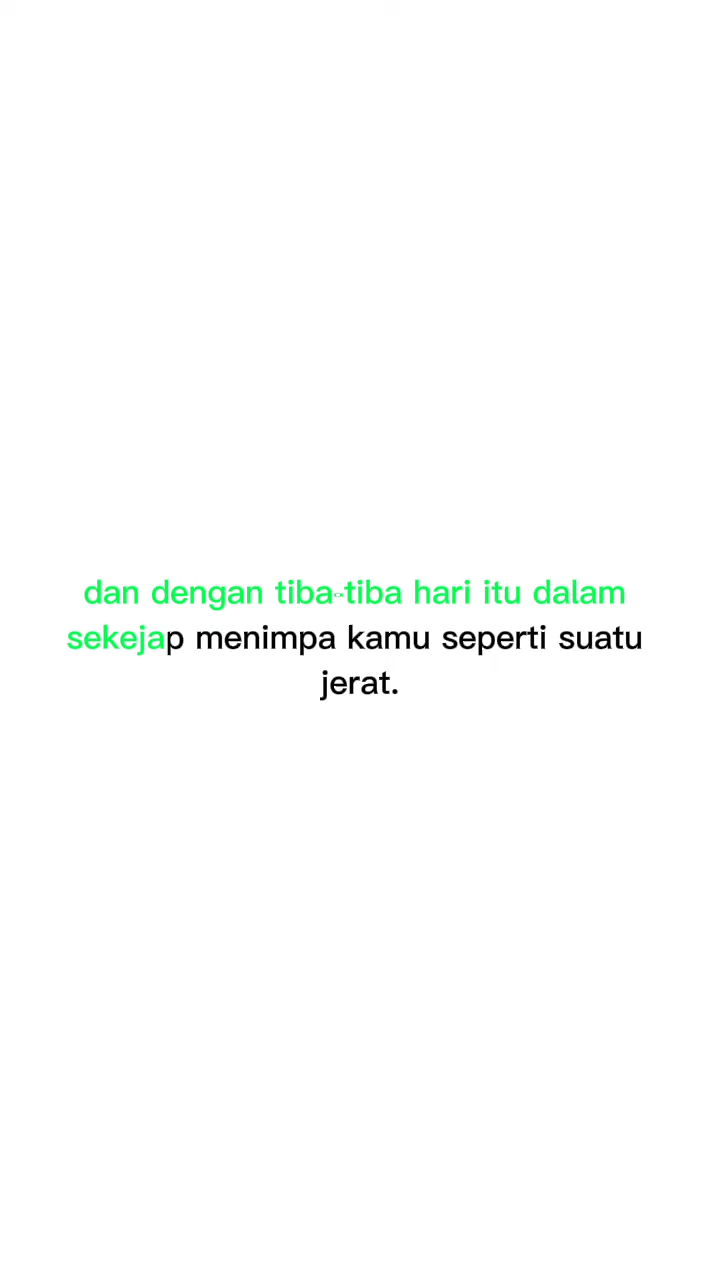 dan dengan tiba-tiba hari itu dalam
sekejap menimpa kamu seperti suatu
jerat.